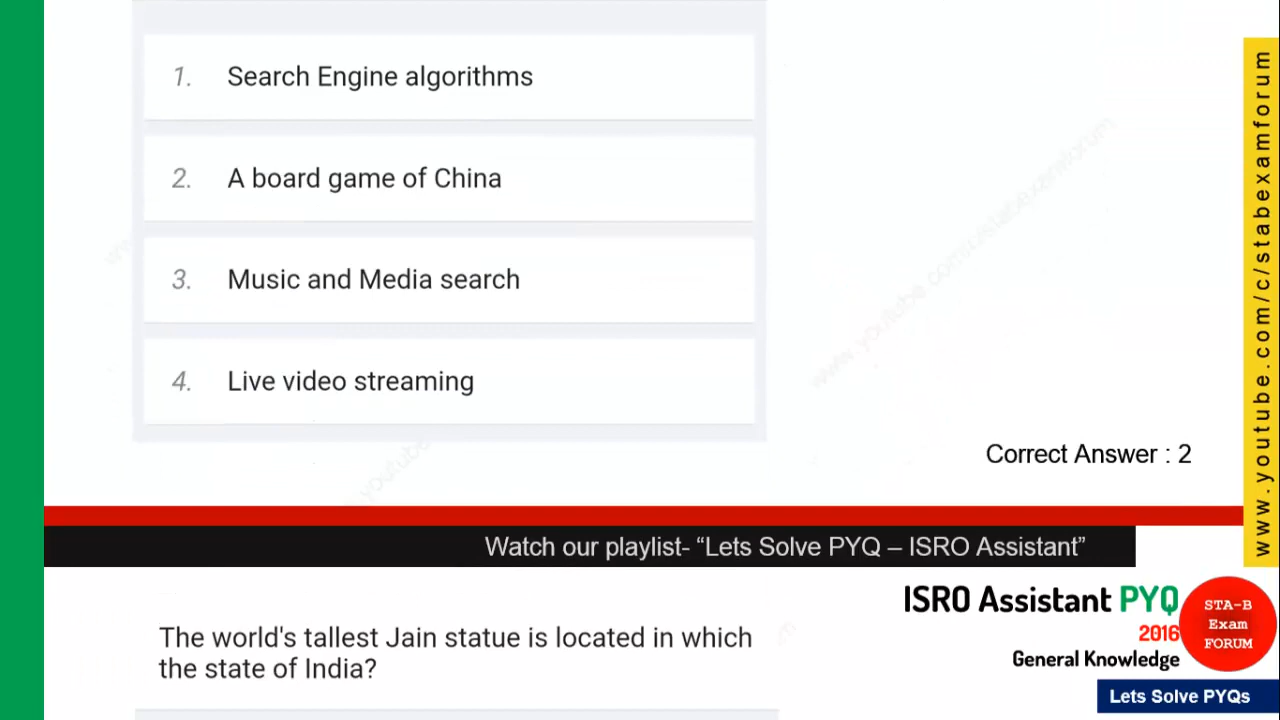 1. Search Engine algorithms
2. A board game of China
3. Music and Media search
4. Live video streaming
Correct Answer : 2
www.youtube.com/c/stabexamforum
Watch our playlist- “Lets Solve PYQ – ISRO Assistant”
ISRO Assistant PYQ
2016
General Knowledge
STA-B
Exam
FORUM
Lets Solve PYQs
The world's tallest Jain statue is located in which
the state of India?